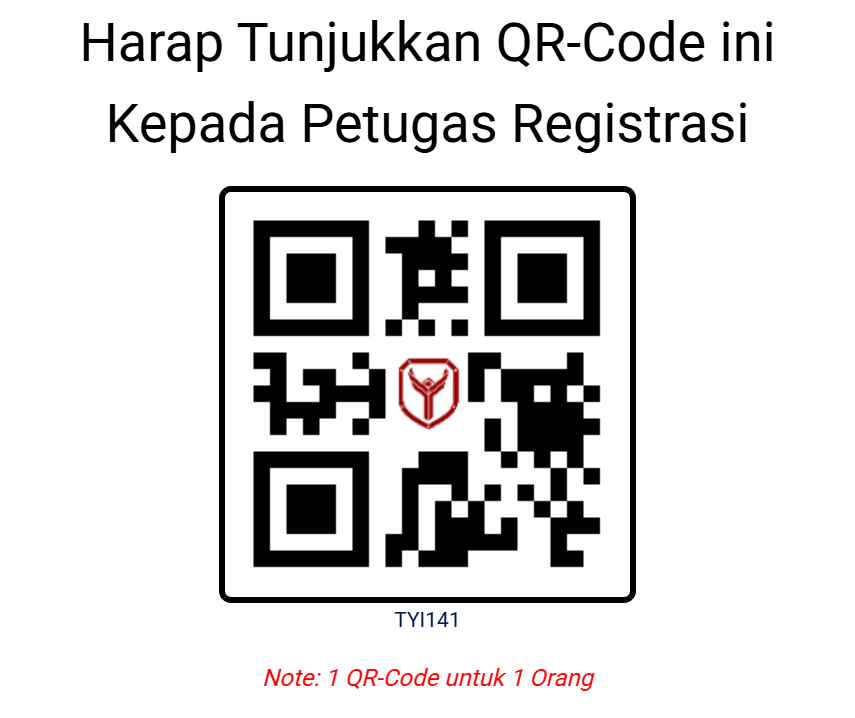 Harap Tunjukkan QR-Code ini
Kepada Petugas Registrasi
TYI141
Note: 1 QR-Code untuk 1 Orang